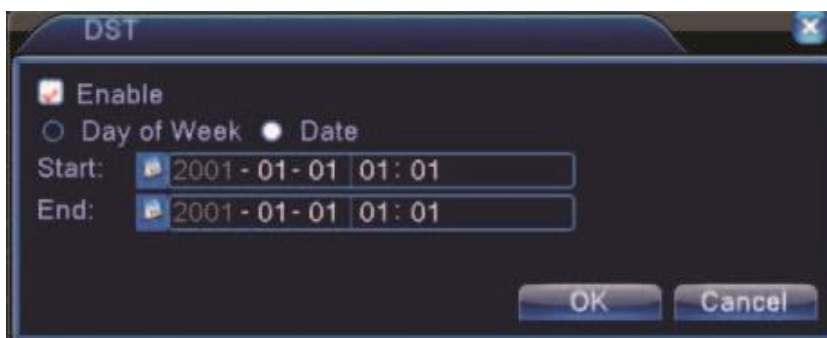 DST
Enable
Day of Week Date
Start: 2001-01-01 01:01
End: 2001-01-01 01:01
OK Cancel